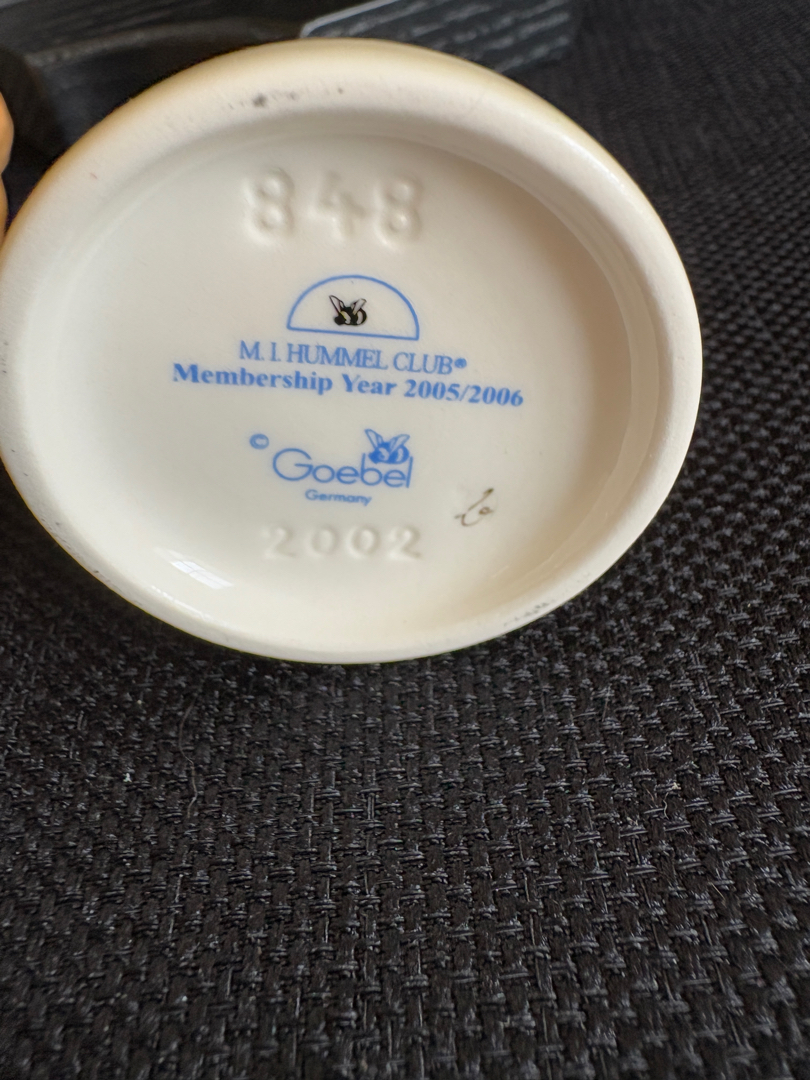 848
M. I. HUMMEL CLUB®
Membership Year 2005/2006
© Goebel
Germany
2002